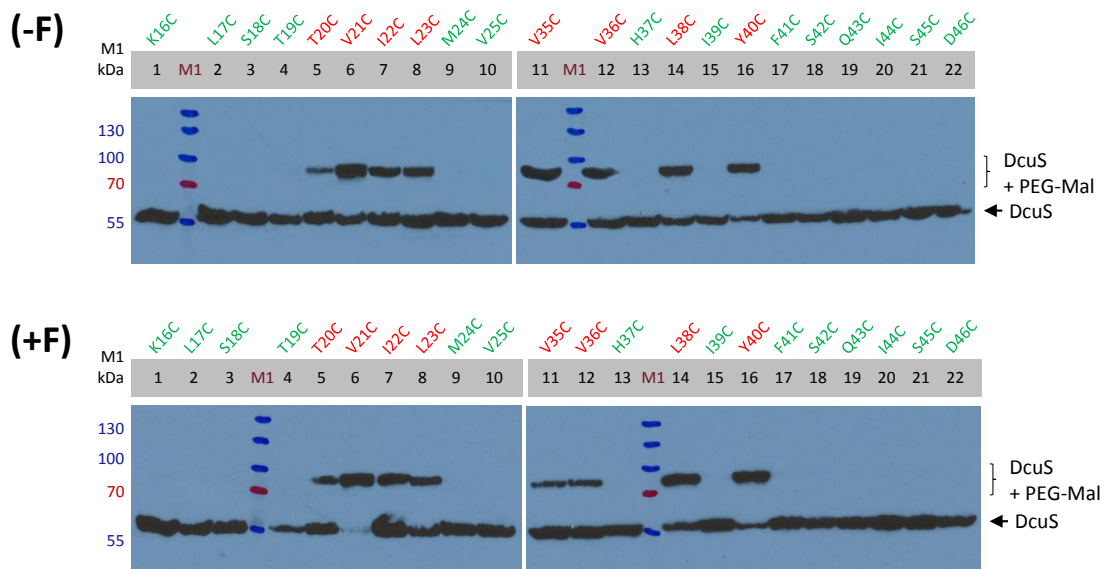 (-F)
K16C L17C S18C T19C T20C V21C I22C L23C M24C V25C V35C V36C H37C L38C I39C Y40C F41C S42C Q43C I44C S45C D46C
M1
kDa 1 M1 2 3 4 5 6 7 8 9 10 11 M1 12 13 14 15 16 17 18 19 20 21 22
130
100
70
55
DcuS
+ PEG-Mal
DcuS
(+F)
K16C L17C S18C T19C T20C V21C I22C L23C M24C V25C V35C V36C H37C L38C I39C Y40C F41C S42C Q43C I44C S45C D46C
M1
kDa 1 2 3 M1 4 5 6 7 8 9 10 11 12 13 M1 14 15 16 17 18 19 20 21 22
130
100
70
55
DcuS
+ PEG-Mal
DcuS